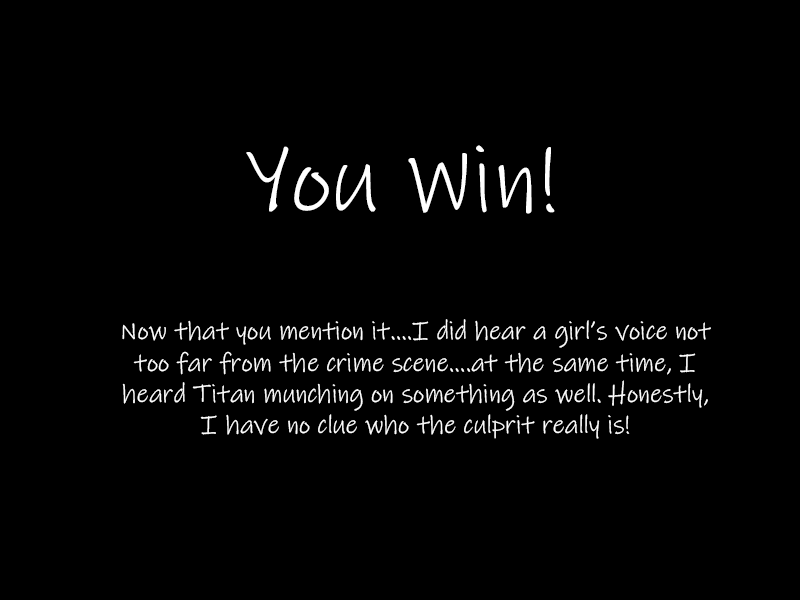 You Win!
Now that you mention it....I did hear a girl's voice not
too far from the crime scene....at the same time, I
heard Titan munching on something as well. Honestly,
I have no clue who the culprit really is!